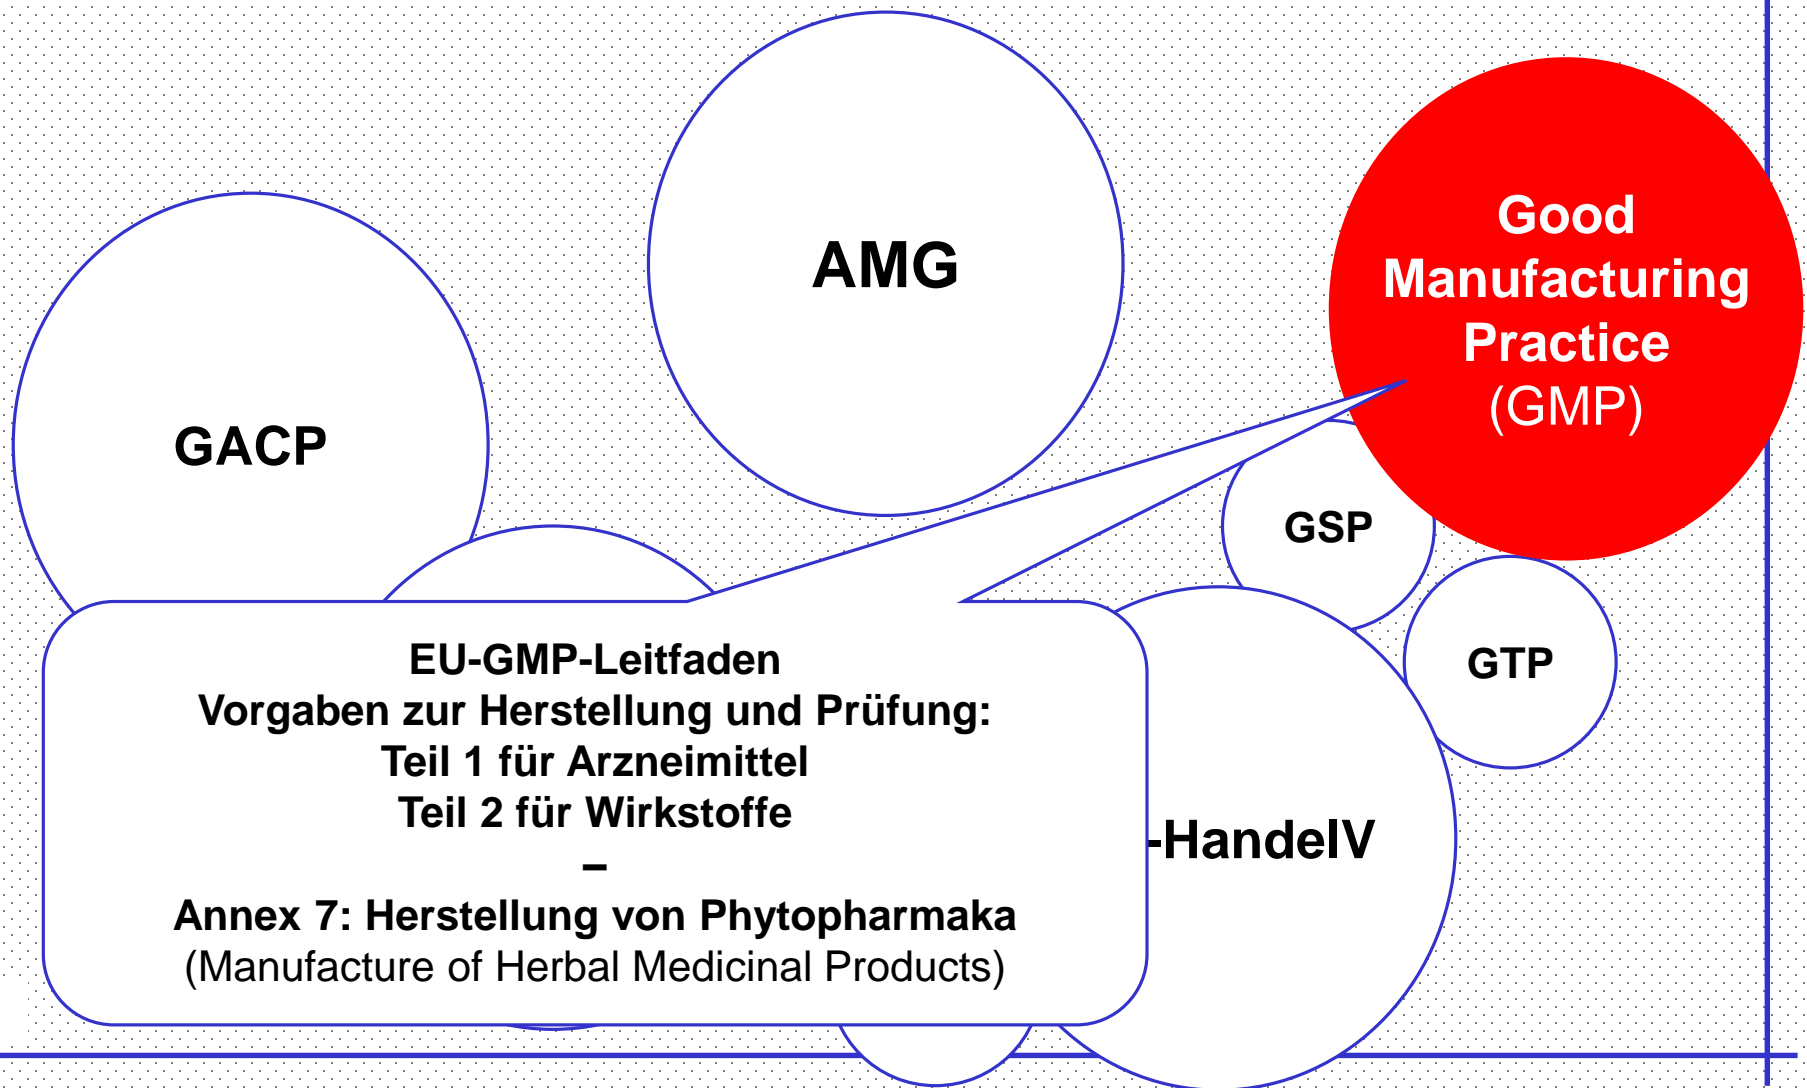 AMG
Good
Manufacturing
Practice
(GMP)
GACP
GSP
GTP
EU-GMP-Leitfaden
Vorgaben zur Herstellung und Prüfung:
Teil 1 für Arzneimittel
Teil 2 für Wirkstoffe
–
Annex 7: Herstellung von Phytopharmaka
(Manufacture of Herbal Medicinal Products)
-HandelV